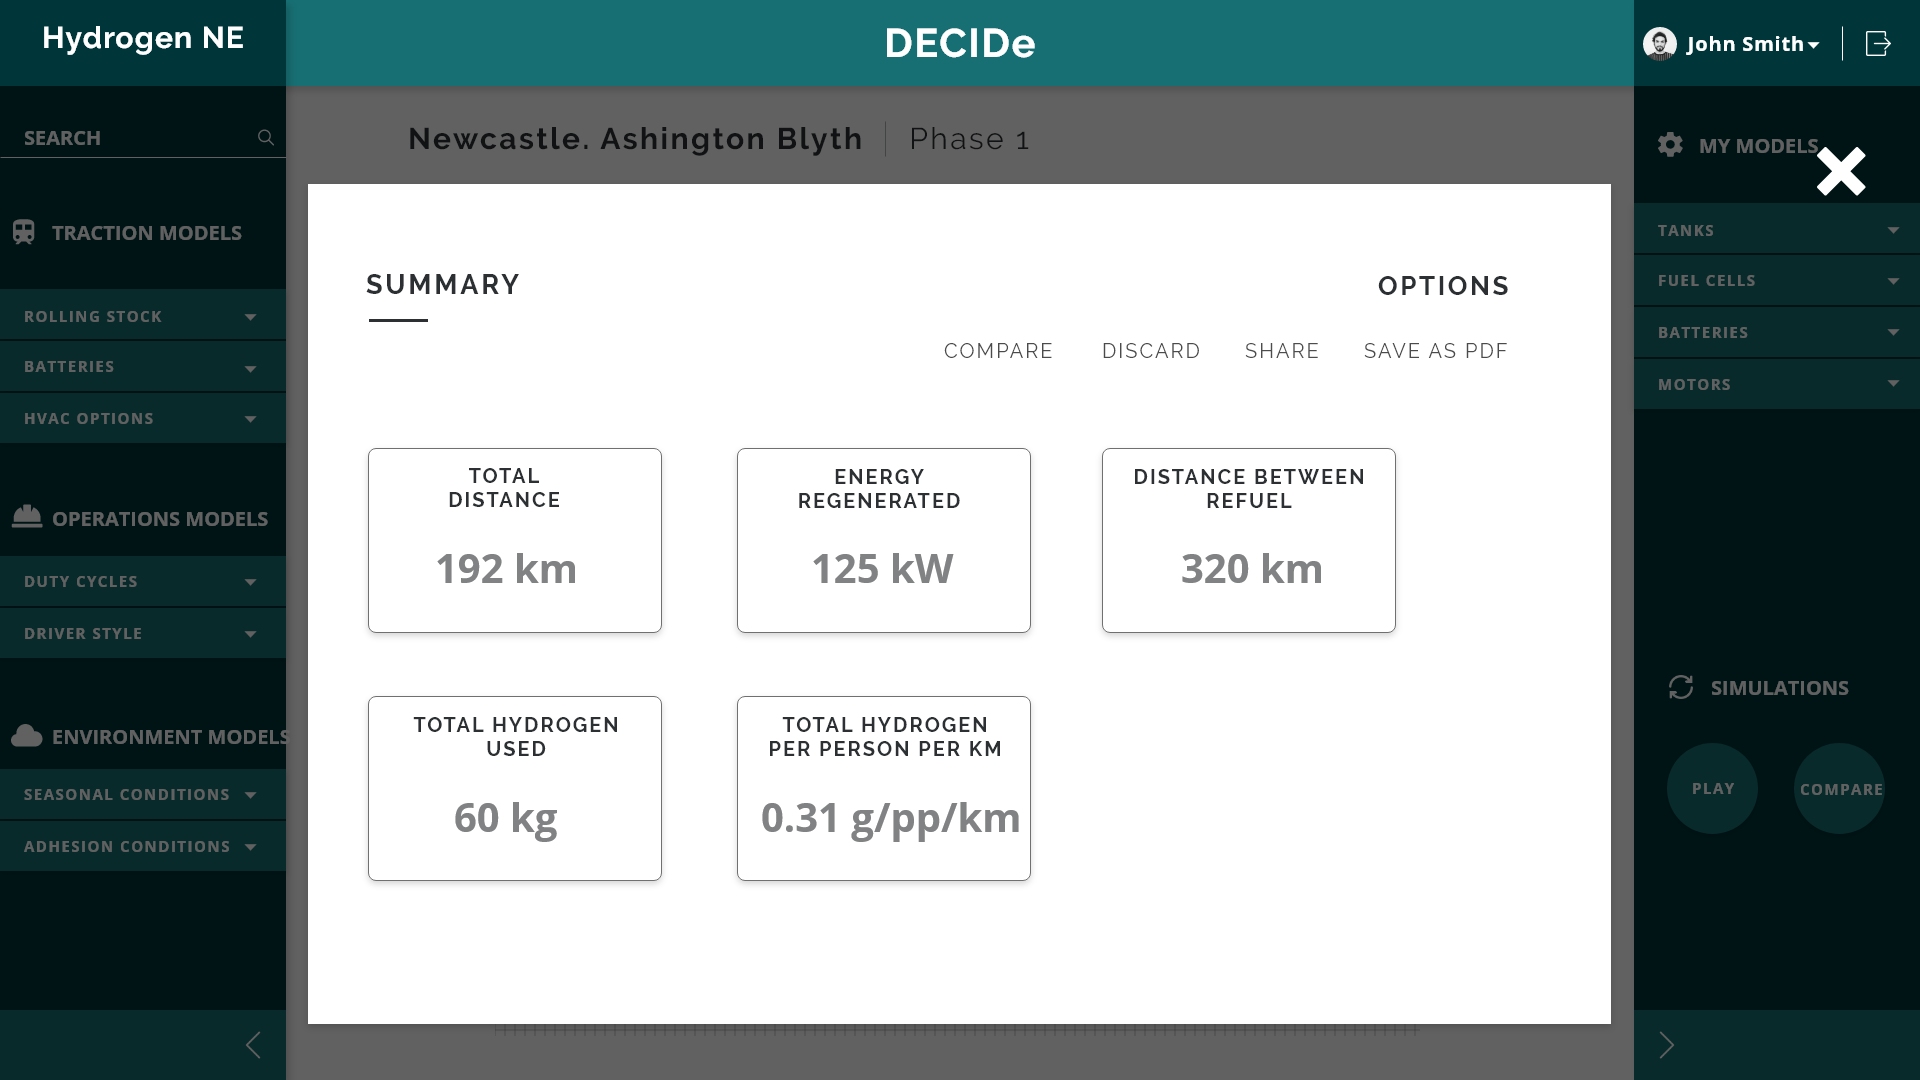 Hydrogen NE
DECIDe
John Smith
SEARCH
Newcastle. Ashington Blyth
Phase 1
MY MODELS
TRACTION MODELS
ROLLING STOCK
BATTERIES
HVAC OPTIONS
OPERATIONS MODELS
DUTY CYCLES
DRIVER STYLE
ENVIRONMENT MODELS
SEASONAL CONDITIONS
ADHESION CONDITIONS
SUMMARY
OPTIONS
COMPARE
DISCARD
SHARE
SAVE AS PDF
TOTAL
DISTANCE
192 km
ENERGY
REGENERATED
125 kW
DISTANCE BETWEEN
REFUEL
320 km
TOTAL HYDROGEN
USED
60 kg
TOTAL HYDROGEN
PER PERSON PER KM
0.31 g/pp/km
TANKS
FUEL CELLS
BATTERIES
MOTORS
SIMULATIONS
PLAY
COMPARE